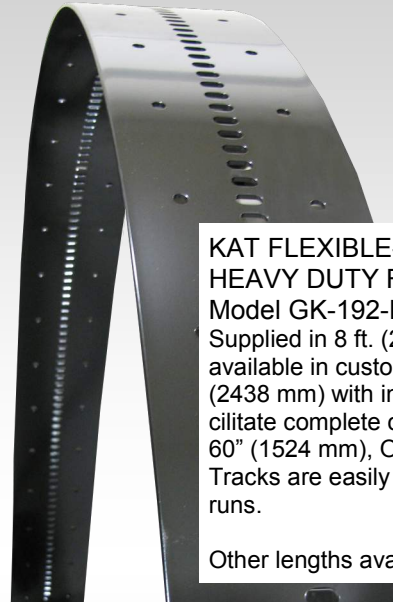 KAT FLEXIBLE
HEAVY DUTY
Model GK-192-
Supplied in 8 ft. (2
available in custo
(2438 mm) with in
cilitate complete
60” (1524 mm),
Tracks are easily
runs.
Other lengths ava